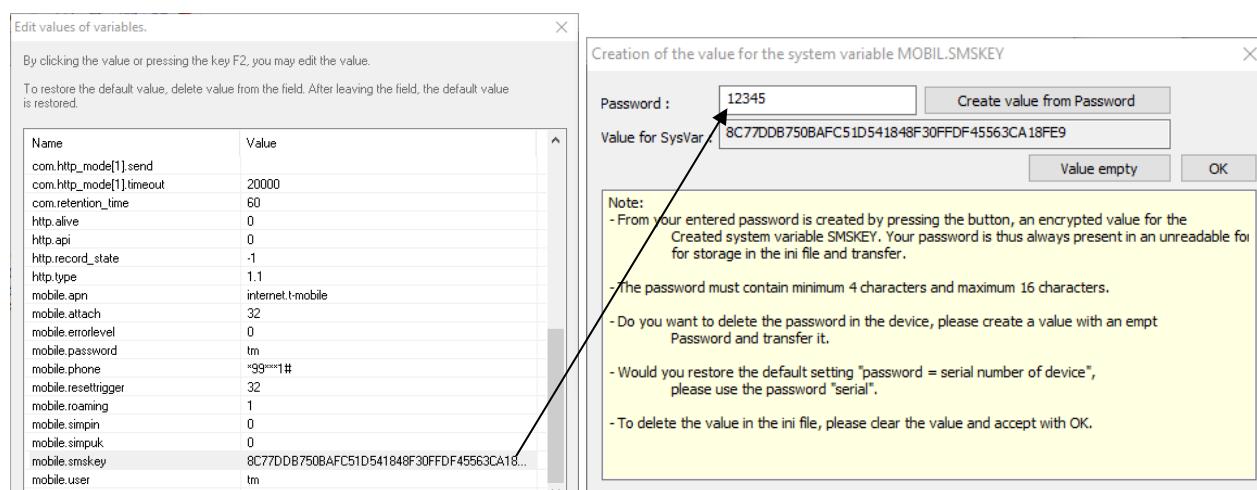 Edit values of variables.
By clicking the value or pressing the key F2, you may edit the value.
To restore the default value, delete value from the field. After leaving the field, the default value
is restored.
Name Value
com.http_mode[1].send
com.http_mode[1].timeout 20000
com.retention_time 60
http.alive 0
http.api 0
http.record_state -1
http.type 1.1
mobile.apn internet.t-mobile
mobile.attach 32
mobile.errorlevel 0
mobile.password tm
mobile.phone *99***1#
mobile.resettrigger 32
mobile.roaming 1
mobile.simpin 0
mobile.simpuk 0
mobile.smskey 8C77DDB750BAFC51D541848F30FFDF45563CA18...
mobile.user tm
Creation of the value for the system variable MOBIL.SMSKEY
Password : 12345 Create value from Password
Value for SysVar : 8C77DDB750BAFC51D541848F30FFDF45563CA18FE9
Value empty OK
Note:
- From your entered password is created by pressing the button, an encrypted value for the
Created system variable SMSKEY. Your password is thus always present in an unreadable for
for storage in the ini file and transfer.
- The password must contain minimum 4 characters and maximum 16 characters.
- Do you want to delete the password in the device, please create a value with an empt
Password and transfer it.
- Would you restore the default setting "password = serial number of device",
please use the password "serial".
- To delete the value in the ini file, please clear the value and accept with OK.